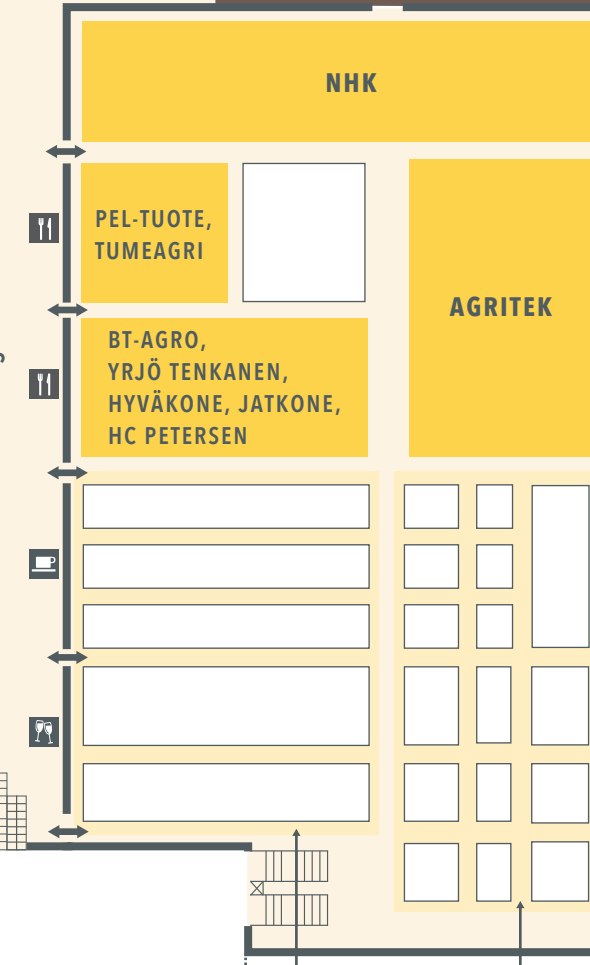 NHK
PEL-TUOTE,
TUMEAGRI
AGRITEK
BT-AGRO,
YRJÖ TENKANEN,
HYVÄKONE, JATKONE,
HC PETERSEN